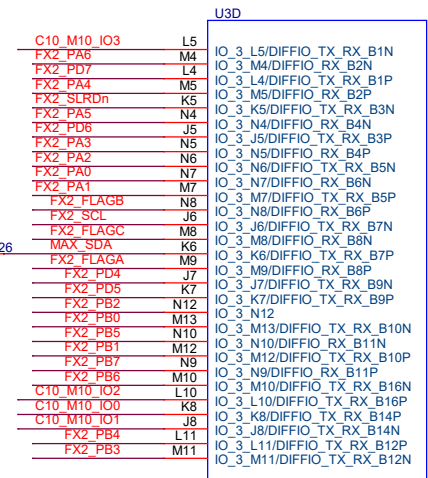 U3D
C10_M10_IO3 L5 IO_3_L5/DIFFIO_TX_RX_B1N
FX2_PA6 M4 IO_3_M4/DIFFIO_RX_B2N
FX2_PD7 L4 IO_3_L4/DIFFIO_TX_RX_B1P
FX2_PA4 M5 IO_3_M5/DIFFIO_RX_B2P
FX2_SLRDn K5 IO_3_K5/DIFFIO_TX_RX_B3N
FX2_PA5 N4 IO_3_N4/DIFFIO_RX_B4N
FX2_PD6 J5 IO_3_J5/DIFFIO_TX_RX_B3P
FX2_PA3 N5 IO_3_N5/DIFFIO_RX_B4P
FX2_PA2 N6 IO_3_N6/DIFFIO_TX_RX_B5N
FX2_PA0 N7 IO_3_N7/DIFFIO_RX_B6N
FX2_PA1 M7 IO_3_M7/DIFFIO_TX_RX_B5P
FX2_FLAGB N8 IO_3_N8/DIFFIO_RX_B6P
FX2_SCL J6 IO_3_J6/DIFFIO_TX_RX_B7N
FX2_FLAGC M8 IO_3_M8/DIFFIO_RX_B8N
26 MAX_SDA K6 IO_3_K6/DIFFIO_TX_RX_B7P
FX2_FLAGA M9 IO_3_M9/DIFFIO_RX_B8P
FX2_PD4 J7 IO_3_J7/DIFFIO_TX_RX_B9N
FX2_PD5 K7 IO_3_K7/DIFFIO_TX_RX_B9P
FX2_PB2 N12 IO_3_N12
FX2_PB0 M13 IO_3_M13/DIFFIO_TX_RX_B10N
FX2_PB5 N10 IO_3_N10/DIFFIO_RX_B11N
FX2_PB1 M12 IO_3_M12/DIFFIO_TX_RX_B10P
FX2_PB7 N9 IO_3_N9/DIFFIO_RX_B11P
FX2_PB6 M10 IO_3_M10/DIFFIO_TX_RX_B16N
C10_M10_IO2 L10 IO_3_L10/DIFFIO_TX_RX_B16P
C10_M10_IO0 K8 IO_3_K8/DIFFIO_TX_RX_B14P
C10_M10_IO1 J8 IO_3_J8/DIFFIO_TX_RX_B14N
FX2_PB4 L11 IO_3_L11/DIFFIO_TX_RX_B12P
FX2_PB3 M11 IO_3_M11/DIFFIO_TX_RX_B12N